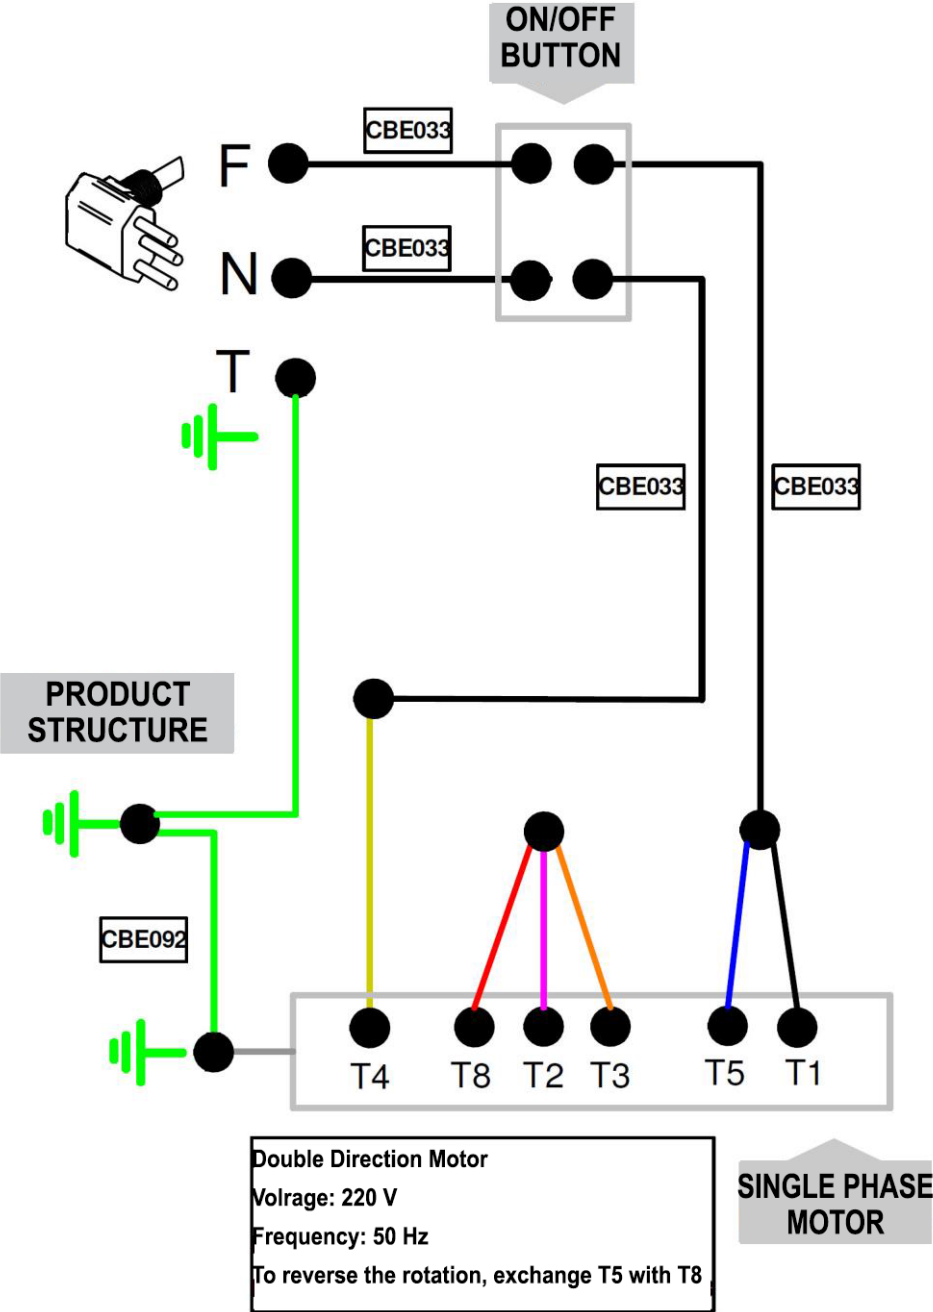 ON/OFF
BUTTON
CBE033
F
CBE033
N
T
CBE033
CBE033
PRODUCT
STRUCTURE
CBE092
T4
T8
T2
T3
T5
T1
Double Direction Motor
Volrage: 220 V
Frequency: 50 Hz
To reverse the rotation, exchange T5 with T8
SINGLE PHASE
MOTOR